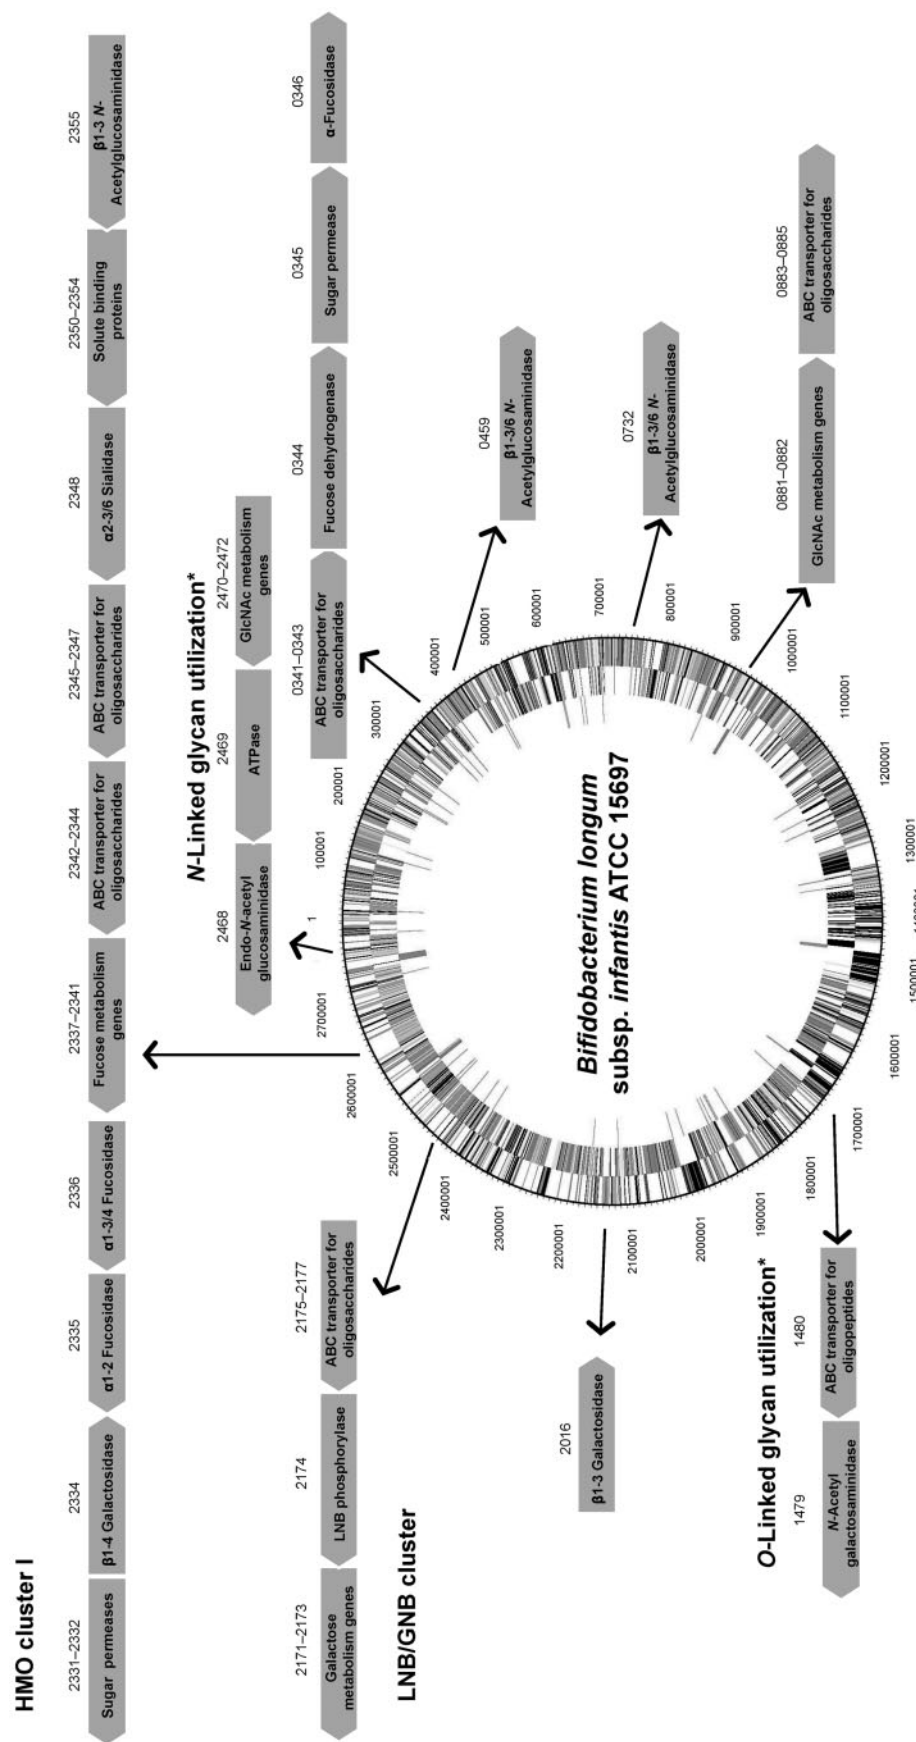 HMO cluster I
2331–2332
Sugar permeases
2334
β1-4 Galactosidase
2335
α1-2 Fucosidase
2336
α1-3/4 Fucosidase
2337–2341
Fucose metabolism
genes
2342–2344
ABC transporter for
oligosaccharides
2345–2347
ABC transporter for
oligosaccharides
2348
α2-3/6 Sialidase
2350–2354
Solute binding
proteins
2355
β1-3 N-
Acetylglucosaminidase
N-Linked glycan utilization*
2468
Endo-N-acetyl
glucosaminidase
2469
ATPase
2470–2472
GlcNAc metabolism
genes
2171–2173
Galactose
metabolism genes
2174
LNB phosphorylase
2175–2177
ABC transporter for
oligosaccharides
LNB/GNB cluster
0341–0343
ABC transporter for
oligosaccharides
0344
Fucose dehydrogenase
0345
Sugar permease
0346
α-Fucosidase
0459
β1-3/6 N-
Acetylglucosaminidase
0732
β1-3/6 N-
Acetylglucosaminidase
0881–0882
GlcNAc metabolism genes
0883–0885
ABC transporter for
oligosaccharides
2016
β1-3 Galactosidase
O-Linked glycan utilization*
1479
N-Acetyl
galactosaminidase
1480
ABC transporter for
oligopeptides
Bifidobacterium longum
subsp. infantis ATCC 15697
1
100001
200001
300001
400001
500001
600001
700001
800001
900001
1000001
1100001
1200001
1300001
1500001
1600001
1700001
1800001
1900001
2000001
2100001
2200001
2300001
2400001
2500001
2600001
2700001